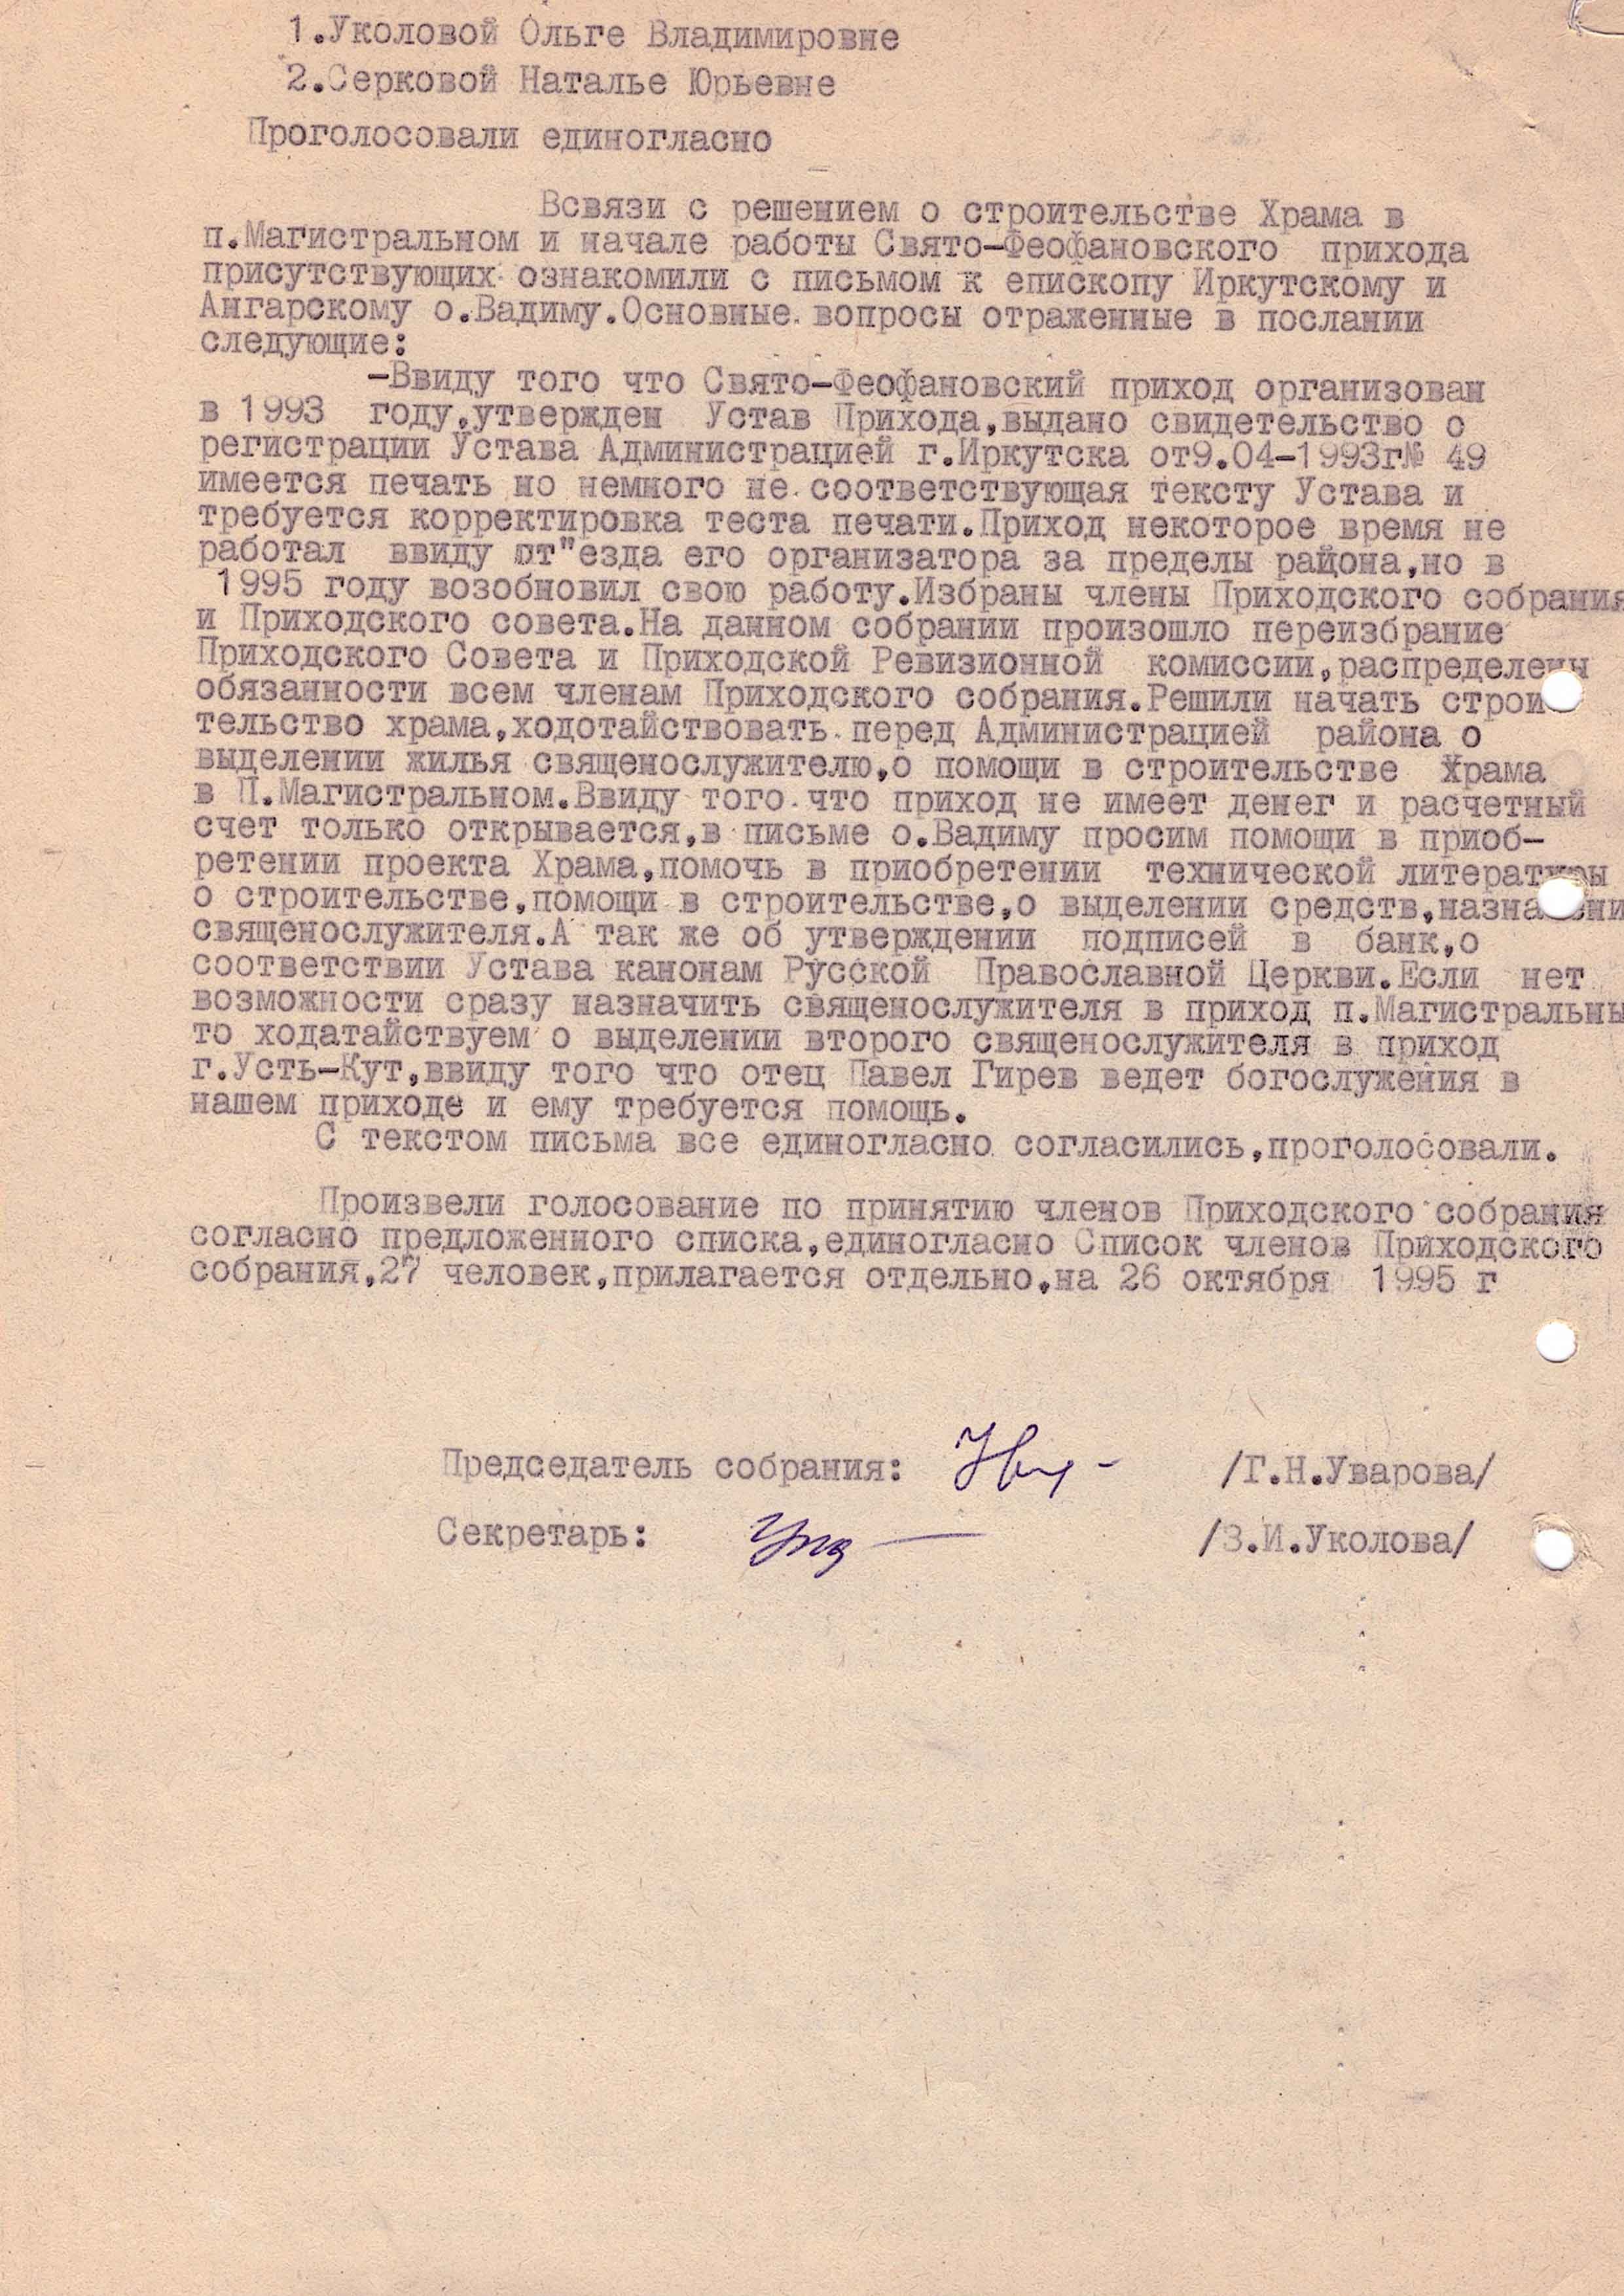 1.Уколовой Ольге Владимировне
2.Серковой Наталье Юрьевне
Проголосовали единогласно
Всвязи с решением о строительстве Храма в
п.Магистральном и начале работы Свято-Феофановского прихода
присутствующих ознакомили с письмом к епископу Иркутскому и
Ангарскому о.Вадиму.Основные вопросы отраженные в послании
следующие:
-Ввиду того что Свято-Феофановский приход организован
в 1993 году,утвержден Устав Прихода,выдано свидетельство о
регистрации Устава Администрацией г.Иркутска от9.04-1993г№ 49
имеется печать но немного не соответствующая тексту Устава и
требуется корректировка теста печати.Приход некоторое время не
работал ввиду от"езда его организатора за пределы района,но в
1995 году возобновил свою работу.Избраны члены Приходского собрания
и Приходского совета.На данном собрании произошло переизбрание
Приходского Совета и Приходской Ревизионной комиссии,распределены
обязанности всем членам Приходского собрания.Решили начать строи
тельство храма,ходотайствовать перед Администрацией района о
выделении жилья священослужителю,о помощи в строительстве Храма
в П.Магистральном.Ввиду того что приход не имеет денег и расчетный
счет только открывается,в письме о.Вадиму просим помощи в приоб-
ретении проекта Храма,помочь в приобретении технической литературы
о строительстве,помощи в строительстве,о выделении средств,
священослужителя.А так же об утверждении подписей в банк,о
соответствии Устава канонам Русской Православной Церкви.Если нет
возможности сразу назначить священослужителя в приход п.Магистральны
то ходатайствуем о выделении второго священослужителя в приход
г.Усть-Кут,ввиду того что отец Павел Гирев ведет богослужения в
нашем приходе и ему требуется помощь.
С текстом письма все единогласно согласились,проголосовали.
Произвели голосование по принятию членов Приходского собрания
согласно предложенного списка,единогласно Список членов Приходского
собрания,27 человек,прилагается отдельно,на 26 октября 1995 г
Председатель собрания: /Г.Н.Уварова/
Секретарь: /З.И.Уколова/